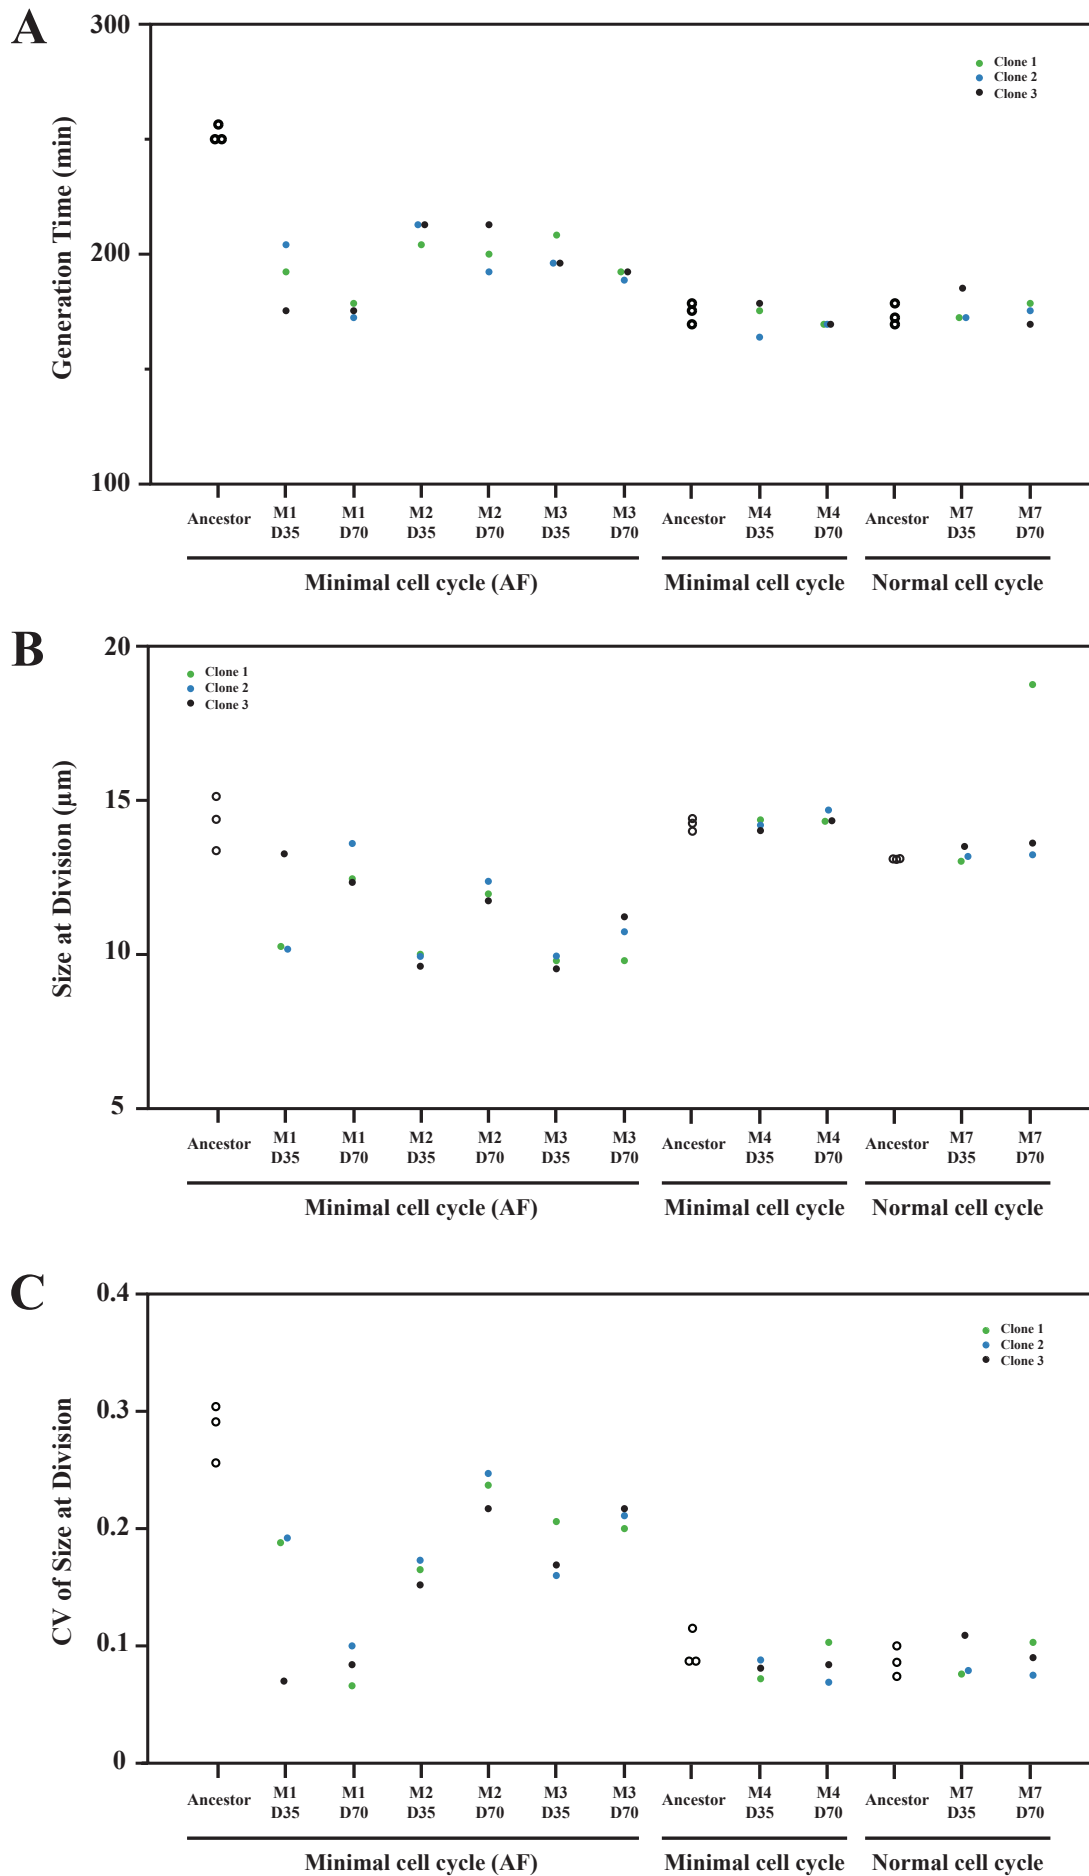 A
300
200
100
Generation Time (min)
Clone 1
Clone 2
Clone 3
Ancestor M1 M1 M2 M2 M3 M3 Ancestor M4 M4 Ancestor M7 M7
D35 D70 D35 D70 D35 D70 D35 D70 D35 D70
Minimal cell cycle (AF) Minimal cell cycle Normal cell cycle
B
20
15
10
5
Size at Division (µm)
Clone 1
Clone 2
Clone 3
Ancestor M1 M1 M2 M2 M3 M3 Ancestor M4 M4 Ancestor M7 M7
D35 D70 D35 D70 D35 D70 D35 D70 D35 D70
Minimal cell cycle (AF) Minimal cell cycle Normal cell cycle
C
0.4
0.3
0.2
0.1
0
CV of Size at Division
Clone 1
Clone 2
Clone 3
Ancestor M1 M1 M2 M2 M3 M3 Ancestor M4 M4 Ancestor M7 M7
D35 D70 D35 D70 D35 D70 D35 D70 D35 D70
Minimal cell cycle (AF) Minimal cell cycle Normal cell cycle